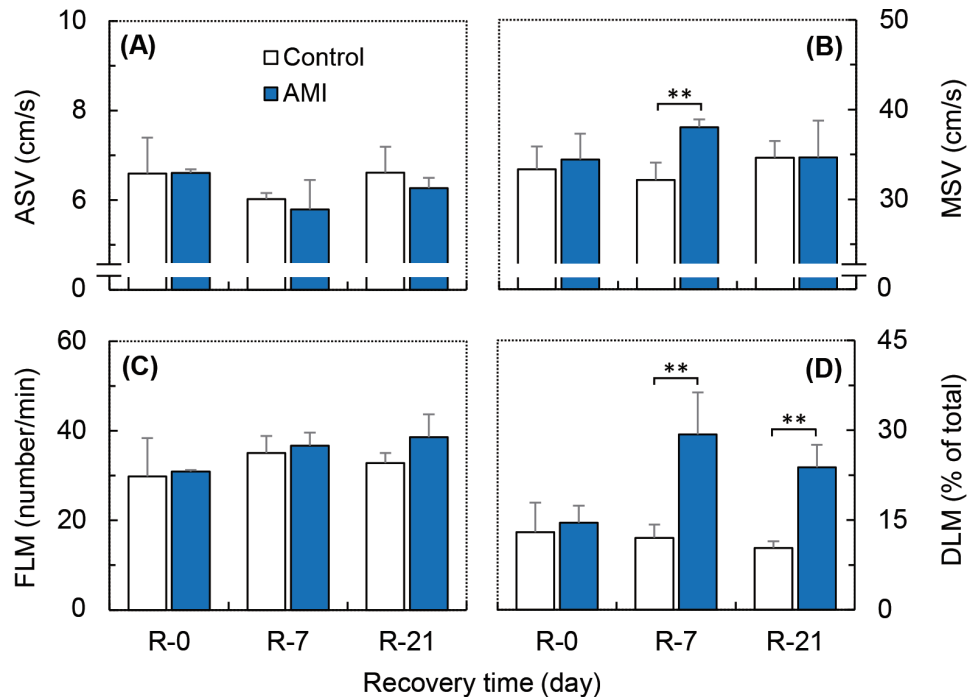 (A)
Control
AMI
ASV (cm/s)
10
8
6
0
(B)
**
MSV (cm/s)
50
40
30
0
(C)
FLM (number/min)
60
40
20
0
R-0 R-7 R-21
(D)
**
**
DLM (% of total)
45
30
15
0
R-0 R-7 R-21
Recovery time (day)